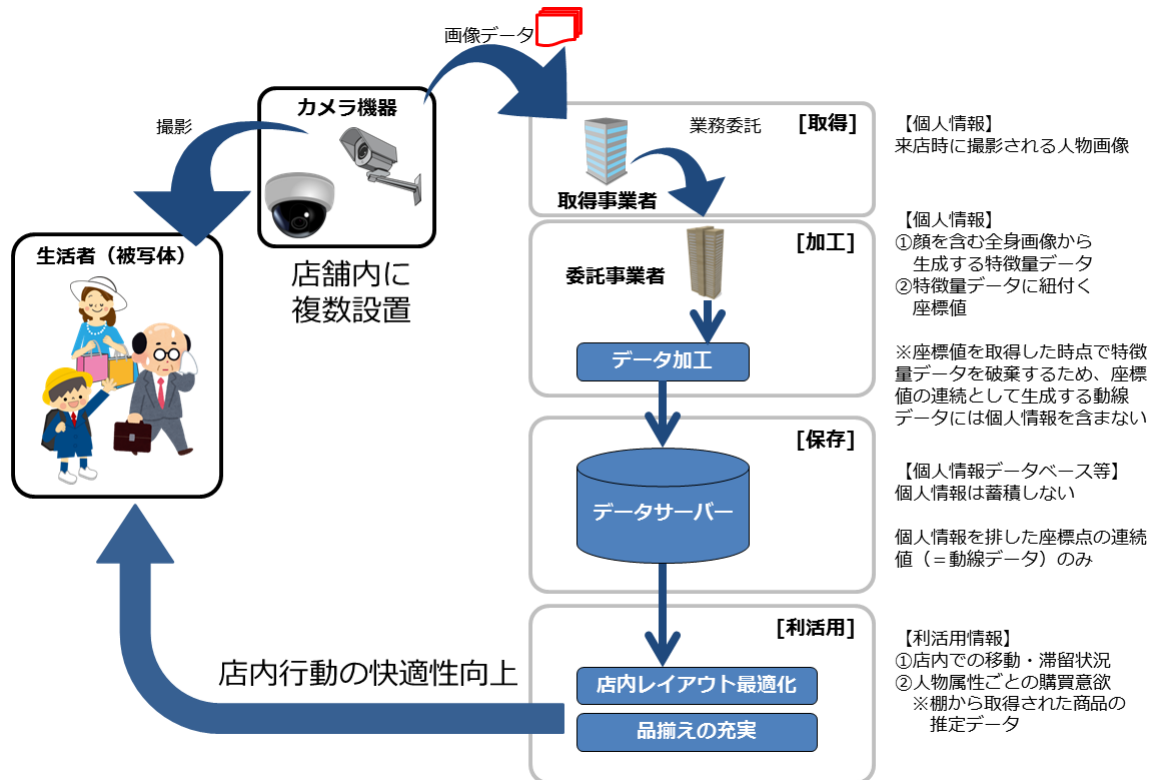 画像データ
カメラ機器
撮影
店舗内に
複数設置
生活者（被写体）
[取得]
業務委託
取得事業者
【個人情報】
来店時に撮影される人物画像
[加工]
委託事業者
データ加工
【個人情報】
①顔を含む全身画像から
生成する特徴量データ
②特徴量データに紐付く
座標値
※座標値を取得した時点で特徴
量データを破棄するため、座標
値の連続として生成する動線
データには個人情報を含まない
[保存]
データサーバー
【個人情報データベース等】
個人情報は蓄積しない
個人情報を排した座標点の連続
値（＝動線データ）のみ
[利活用]
店内レイアウト最適化
品揃えの充実
【利活用情報】
①店内での移動・滞留状況
②人物属性ごとの購買意欲
※棚から取得された商品の
推定データ
店内行動の快適性向上